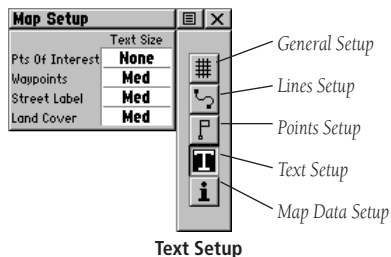 Map Setup
Text Size
Pts Of Interest None
Waypoints Med
Street Label Med
Land Cover Med
General Setup
Lines Setup
Points Setup
Text Setup
Map Data Setup
Text Setup